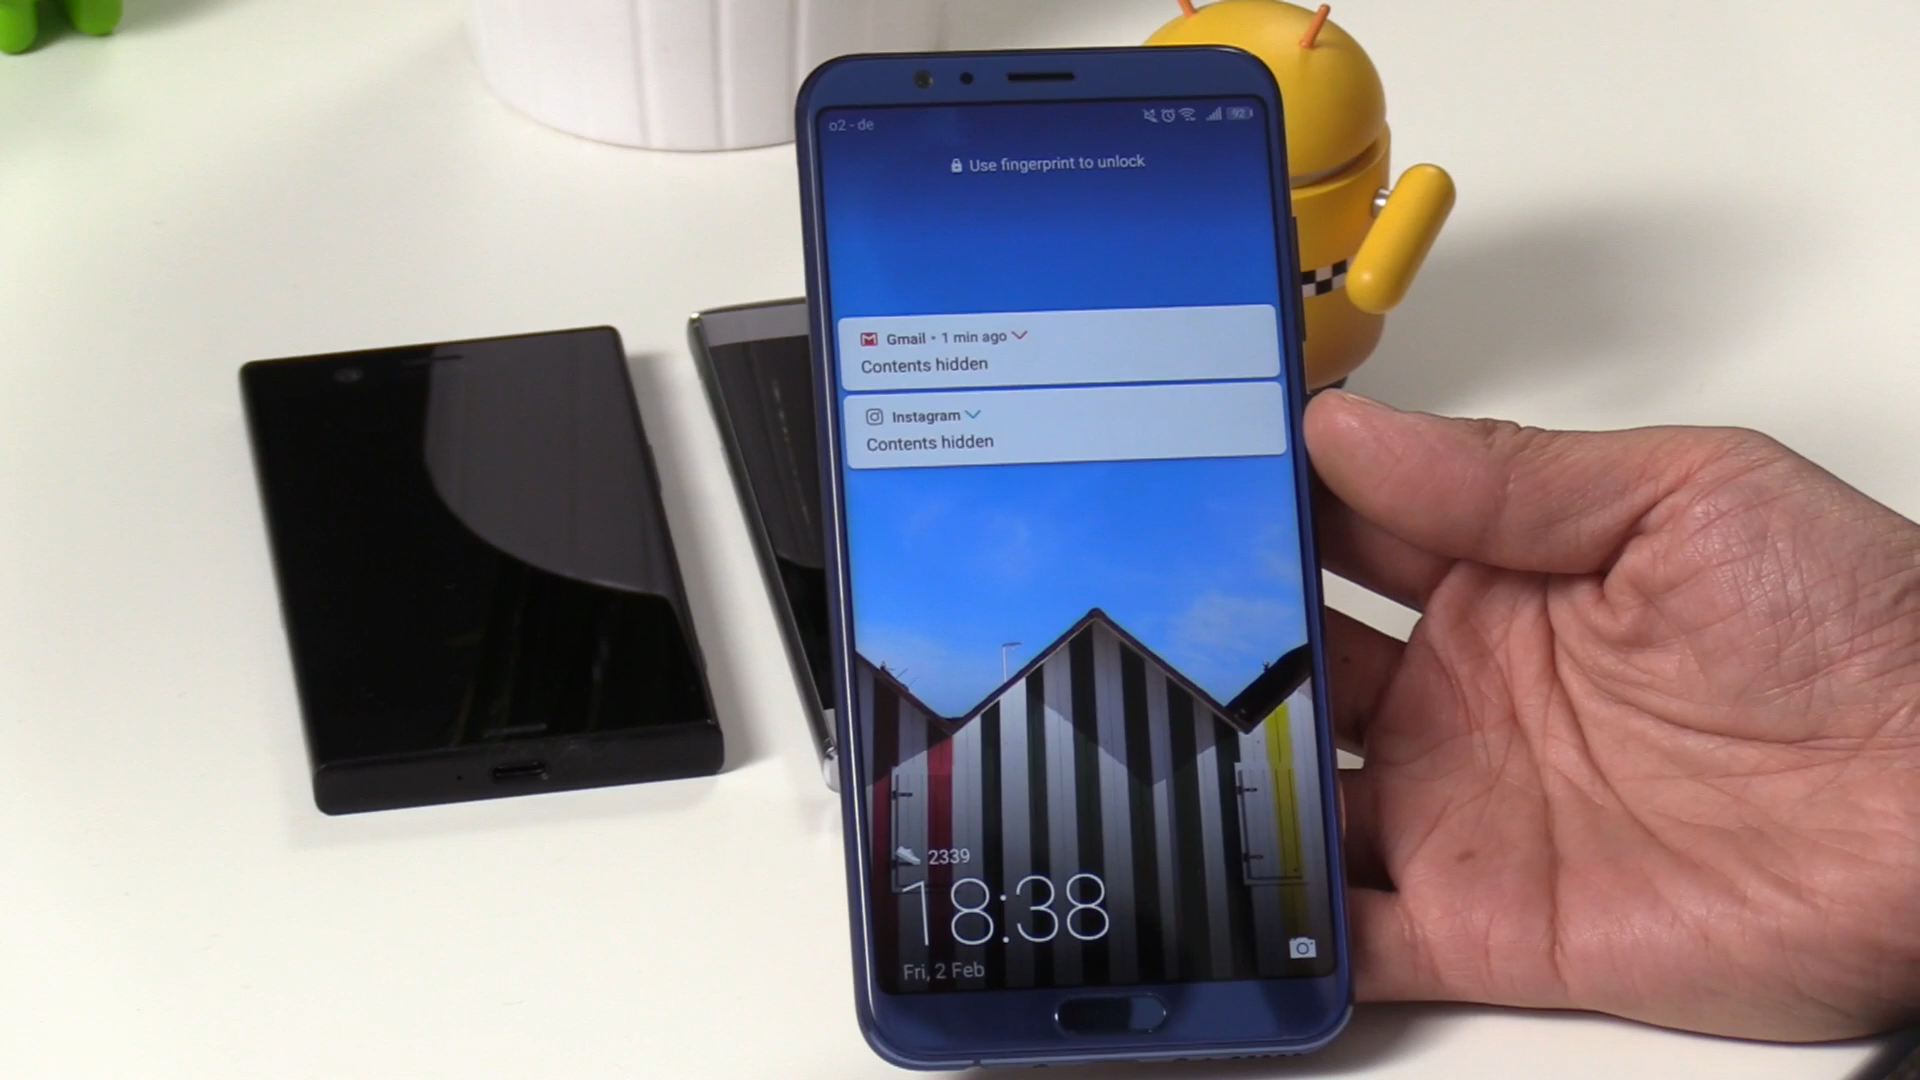 o2 - de
92
Use fingerprint to unlock
Gmail • 1 min ago
Contents hidden
Instagram
Contents hidden
2339
18:38
Fri, 2 Feb